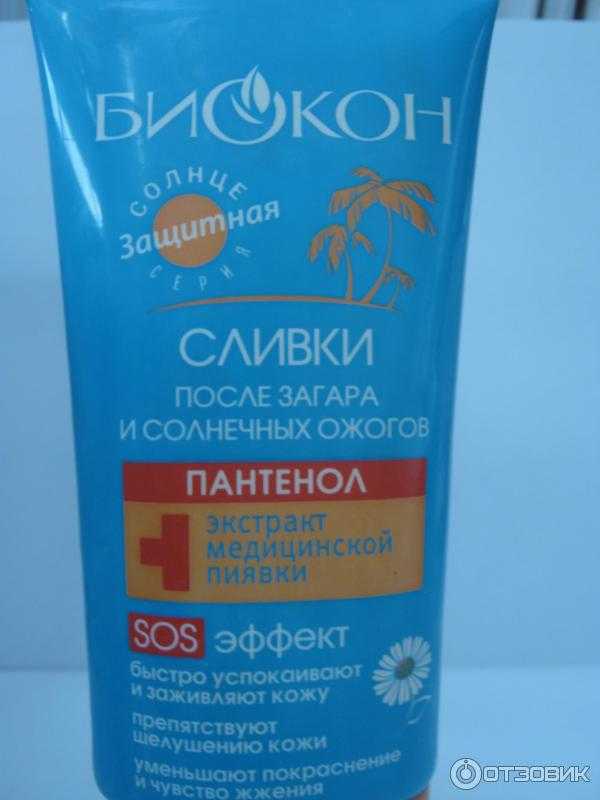 БИОКОН
СОЛНЦЕ
Защитная
СЕРИЯ
СЛИВКИ
ПОСЛЕ ЗАГАРА
И СОЛНЕЧНЫХ ОЖОГОВ
ПАНТЕНОЛ
экстракт
медицинской
пиявки
SOS эффект
быстро успокаивают
и заживляют кожу
препятствуют
шелушению кожи
уменьшают покраснение
и чувство жжения
ОТЗОВИК